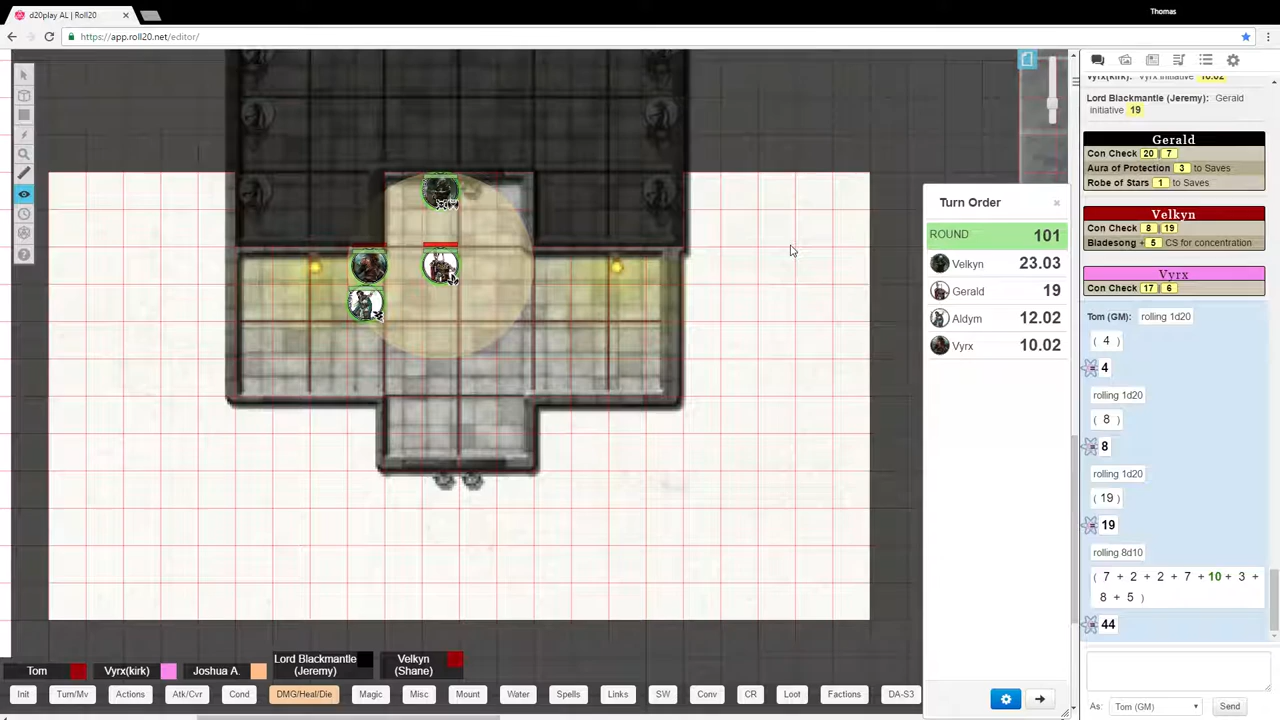 d20play AL | Roll20
Thomas
https://app.roll20.net/editor/
Turn Order
ROUND 101
Velkyn 23.03
Gerald 19
Aldym 12.02
Vyrx 10.02
Vyrx(kirk): Vyrx initiative 10.02
Lord Blackmantle (Jeremy): Gerald
initiative 19
Gerald
Con Check 20 | 7
Aura of Protection 3 to Saves
Robe of Stars 1 to Saves
Velkyn
Con Check 8 | 19
Bladesong + 5 CS for concentration
Vyrx
Con Check 17 | 6
Tom (GM): rolling 1d20
( 4 )
4
rolling 1d20
( 8 )
8
rolling 1d20
( 19 )
19
rolling 8d10
( 7 + 2 + 2 + 7 + 10 + 3 +
8 + 5 )
44
As: Tom (GM) Send
Tom
Vyrx(kirk)
Joshua A.
Lord Blackmantle
(Jeremy)
Velkyn
(Shane)
Init Turn/Mv Actions Atk/Cvr Cond DMG/Heal/Die Magic Misc Mount Water Spells Links SW Conv CR Loot Factions DA-S3